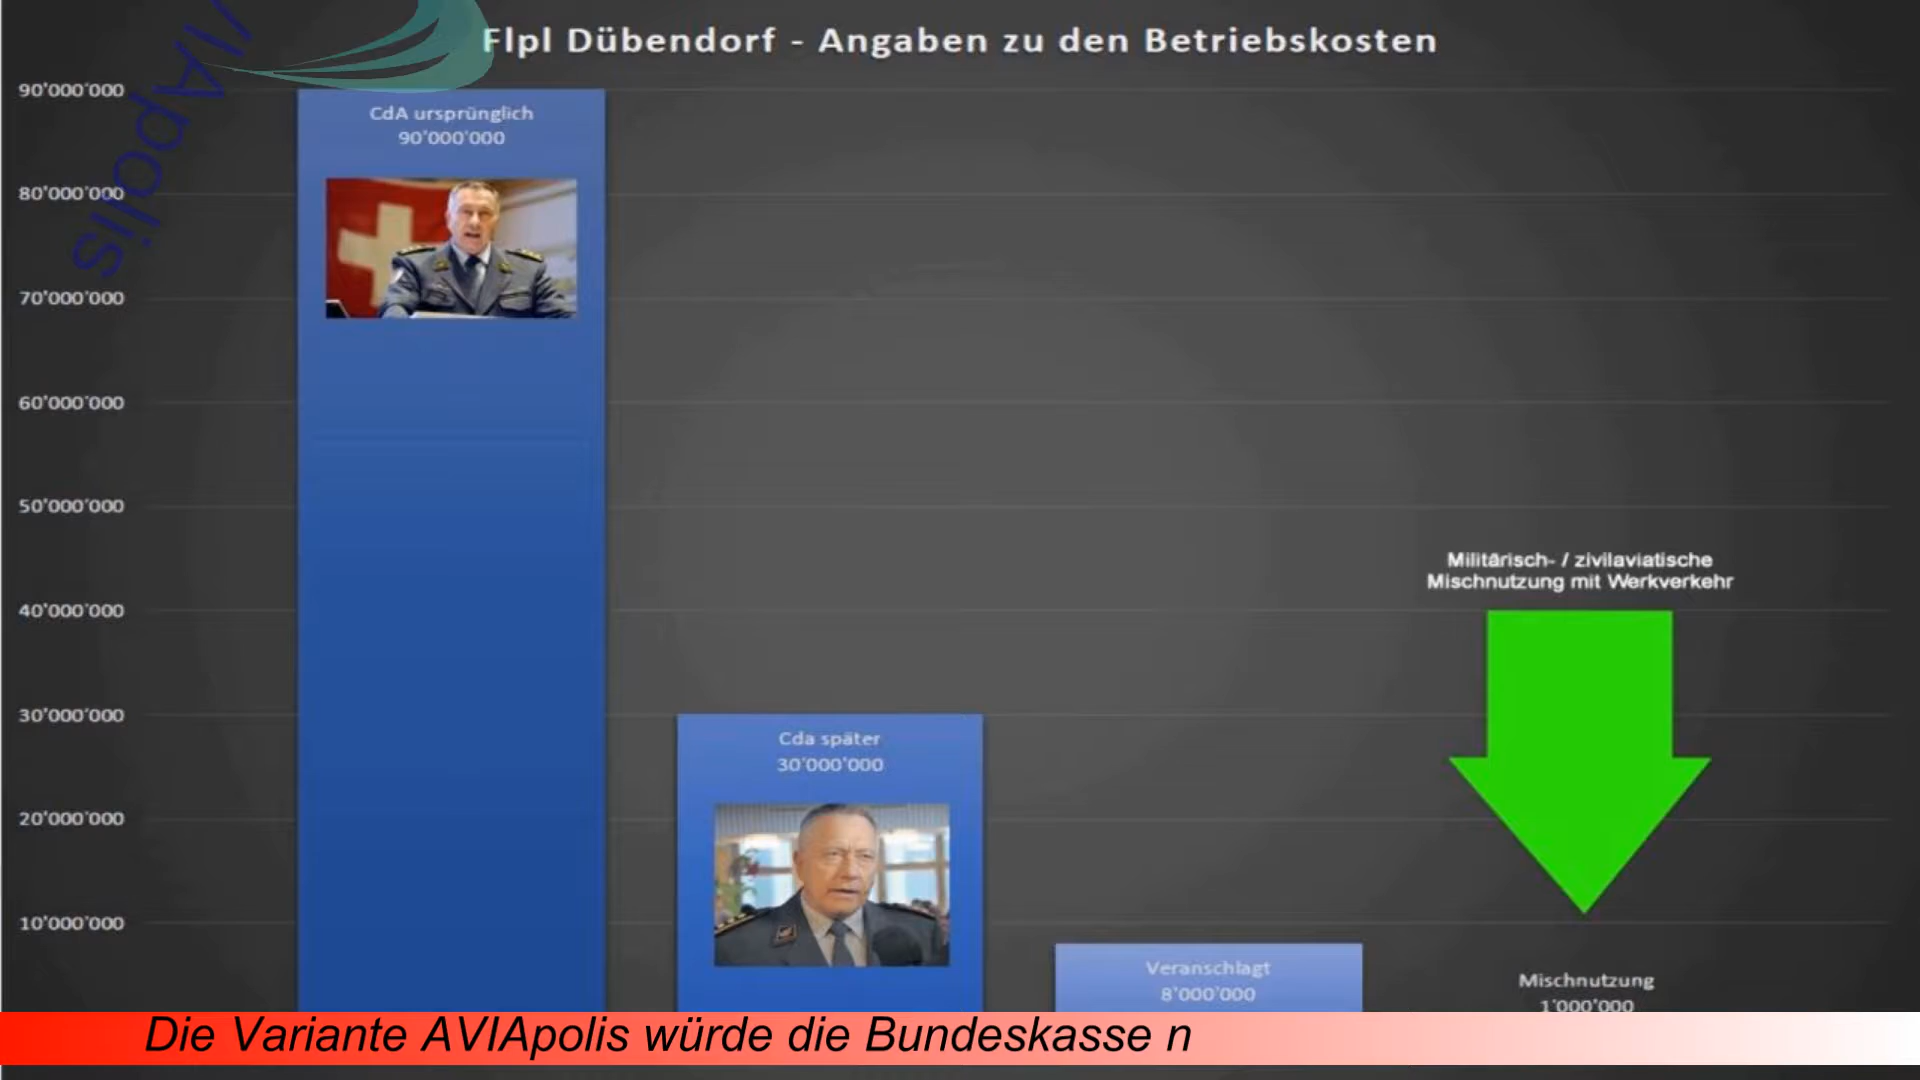 Flpl Dübendorf - Angaben zu den Betriebskosten
90'000'000
80'000'000
70'000'000
60'000'000
50'000'000
40'000'000
30'000'000
20'000'000
10'000'000
CdA ursprünglich
90'000'000
Cda später
30'000'000
Veranschlagt
8'000'000
Militärisch- / zivilaviatische
Mischnutzung mit Werkverkehr
Mischnutzung
1'000'000
VIApolis
Die Variante AVIApolis würde die Bundeskasse n